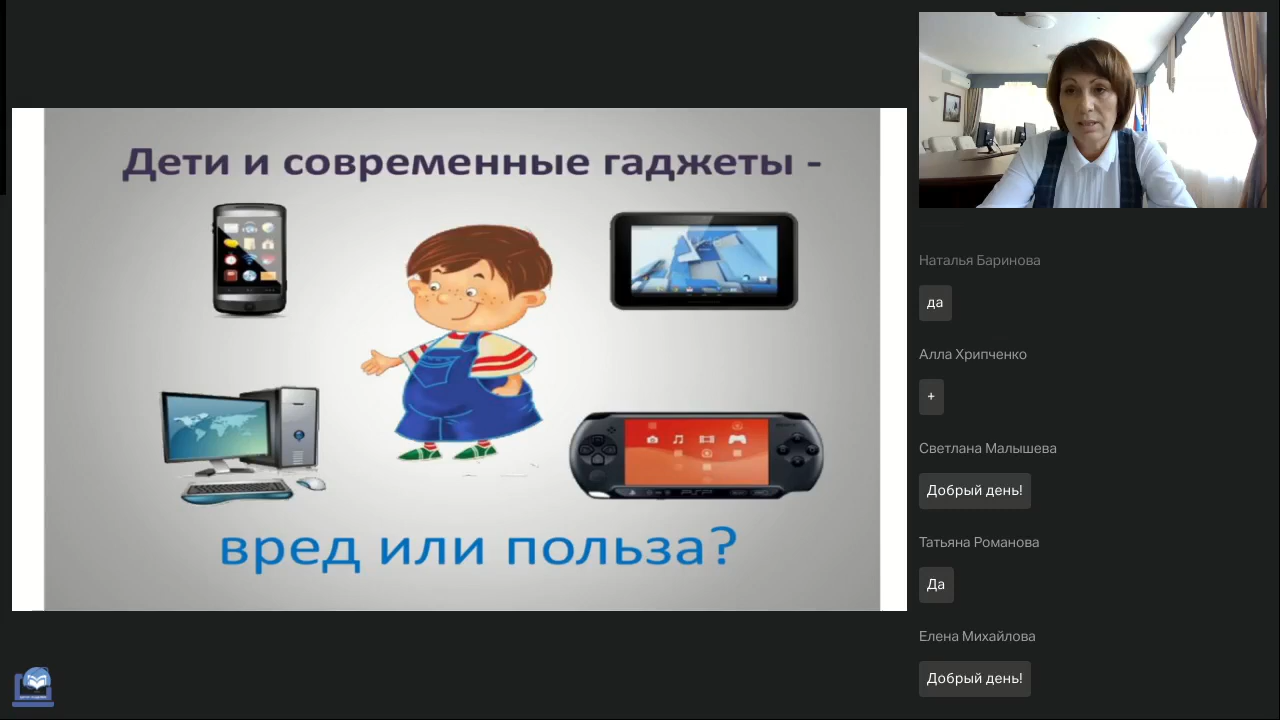 Дети и современные гаджеты -
PSP
вред или польза?
Наталья Баринова
да
Алла Хрипченко
+
Светлана Малышева
Добрый день!
Татьяна Романова
Да
Елена Михайлова
Добрый день!